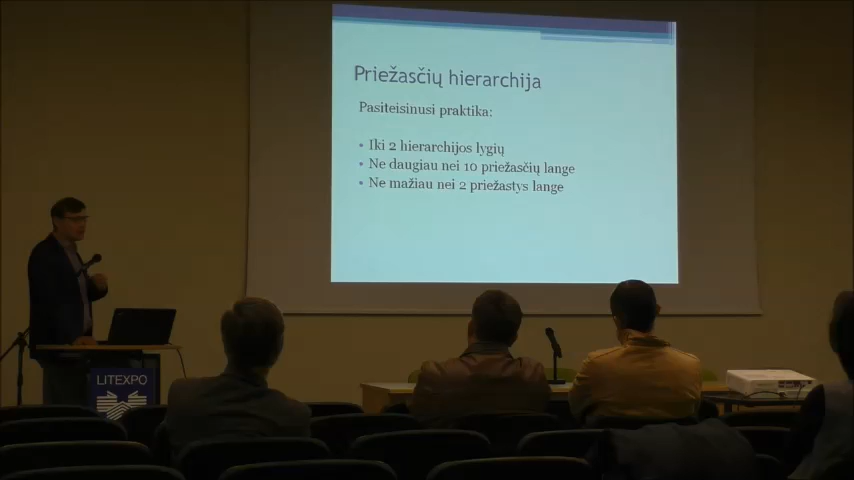 Priežasčių hierarchija
Pasiteisinusi praktika:
• Iki 2 hierarchijos lygių
• Ne daugiau nei 10 priežasčių lange
• Ne mažiau nei 2 priežastys lange
LITEXPO